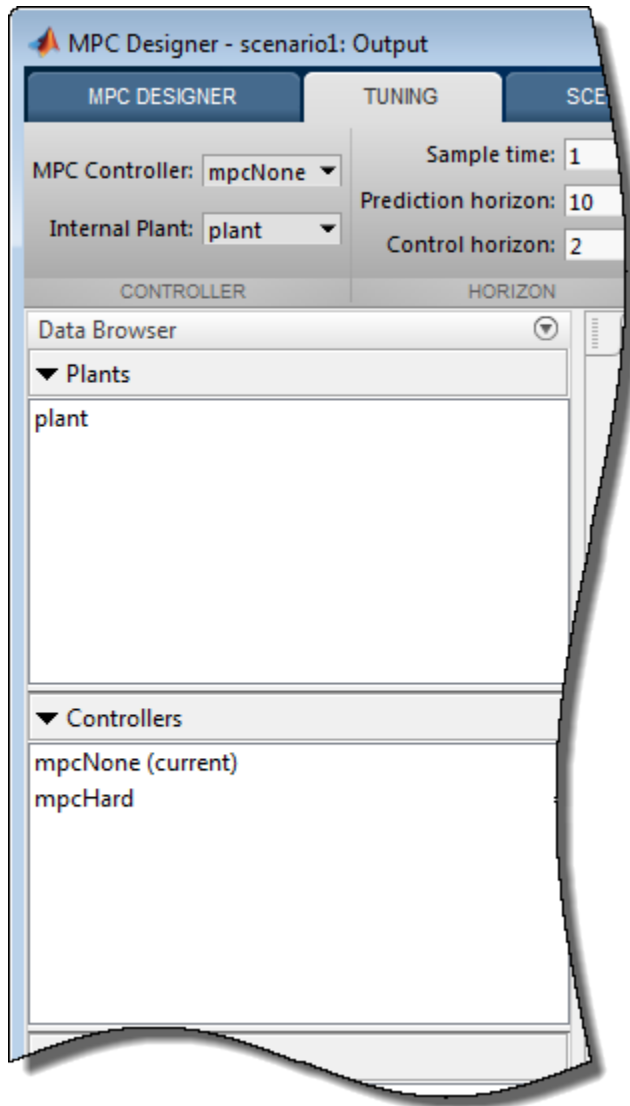 MPC Designer - scenario1: Output
MPC DESIGNER TUNING
MPC Controller: mpcNone
Internal Plant: plant
CONTROLLER
Sample time: 1
Prediction horizon: 10
Control horizon: 2
HORIZON
Data Browser
Plants
plant
Controllers
mpcNone (current)
mpcHard